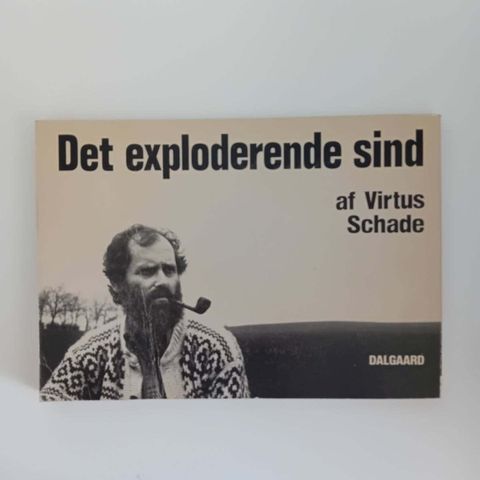 Det exploderende sind
af Virtus
Schade
DALGAARD